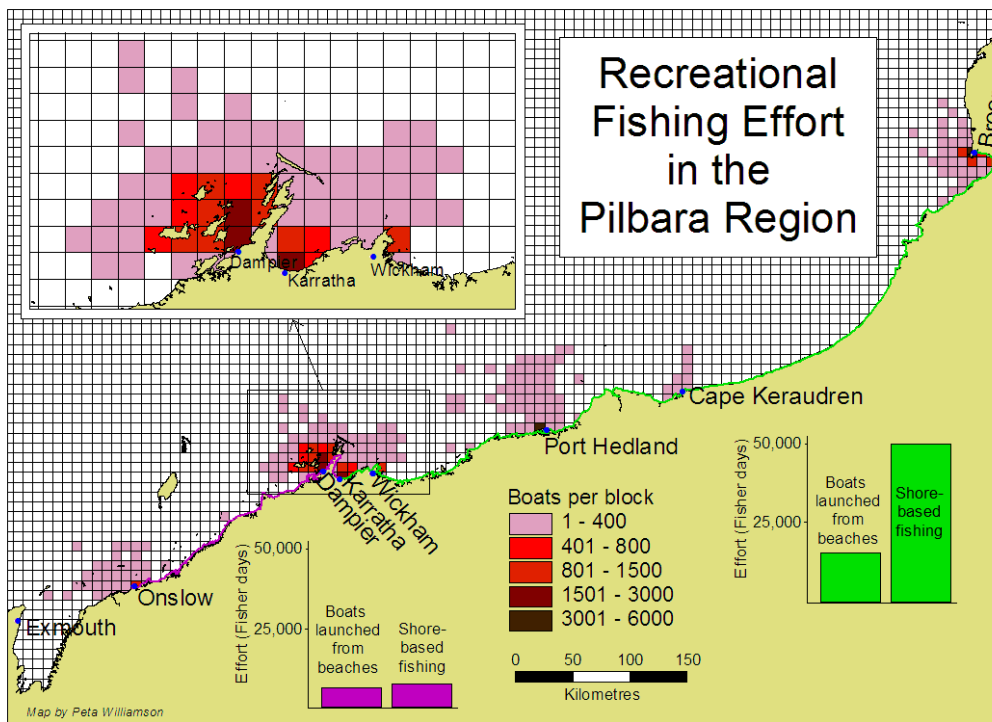 Recreational
Fishing Effort
in the
Pilbara Region
Dampier
Karratha
Wickham
Cape Keraudren
Port Hedland
Wickham
Karratha
Dampier
Onslow
Exmouth
Boats per block
1 - 400
401 - 800
801 - 1500
1501 - 3000
3001 - 6000
0 50 100 150
Kilometres
Effort (Fisher days)
50,000
25,000
Boats
launched
from
beaches
Shore-
based
fishing
Effort (Fisher days)
50,000
25,000
Boats
launched
from
beaches
Shore-
based
fishing
Map by Peta Williamson